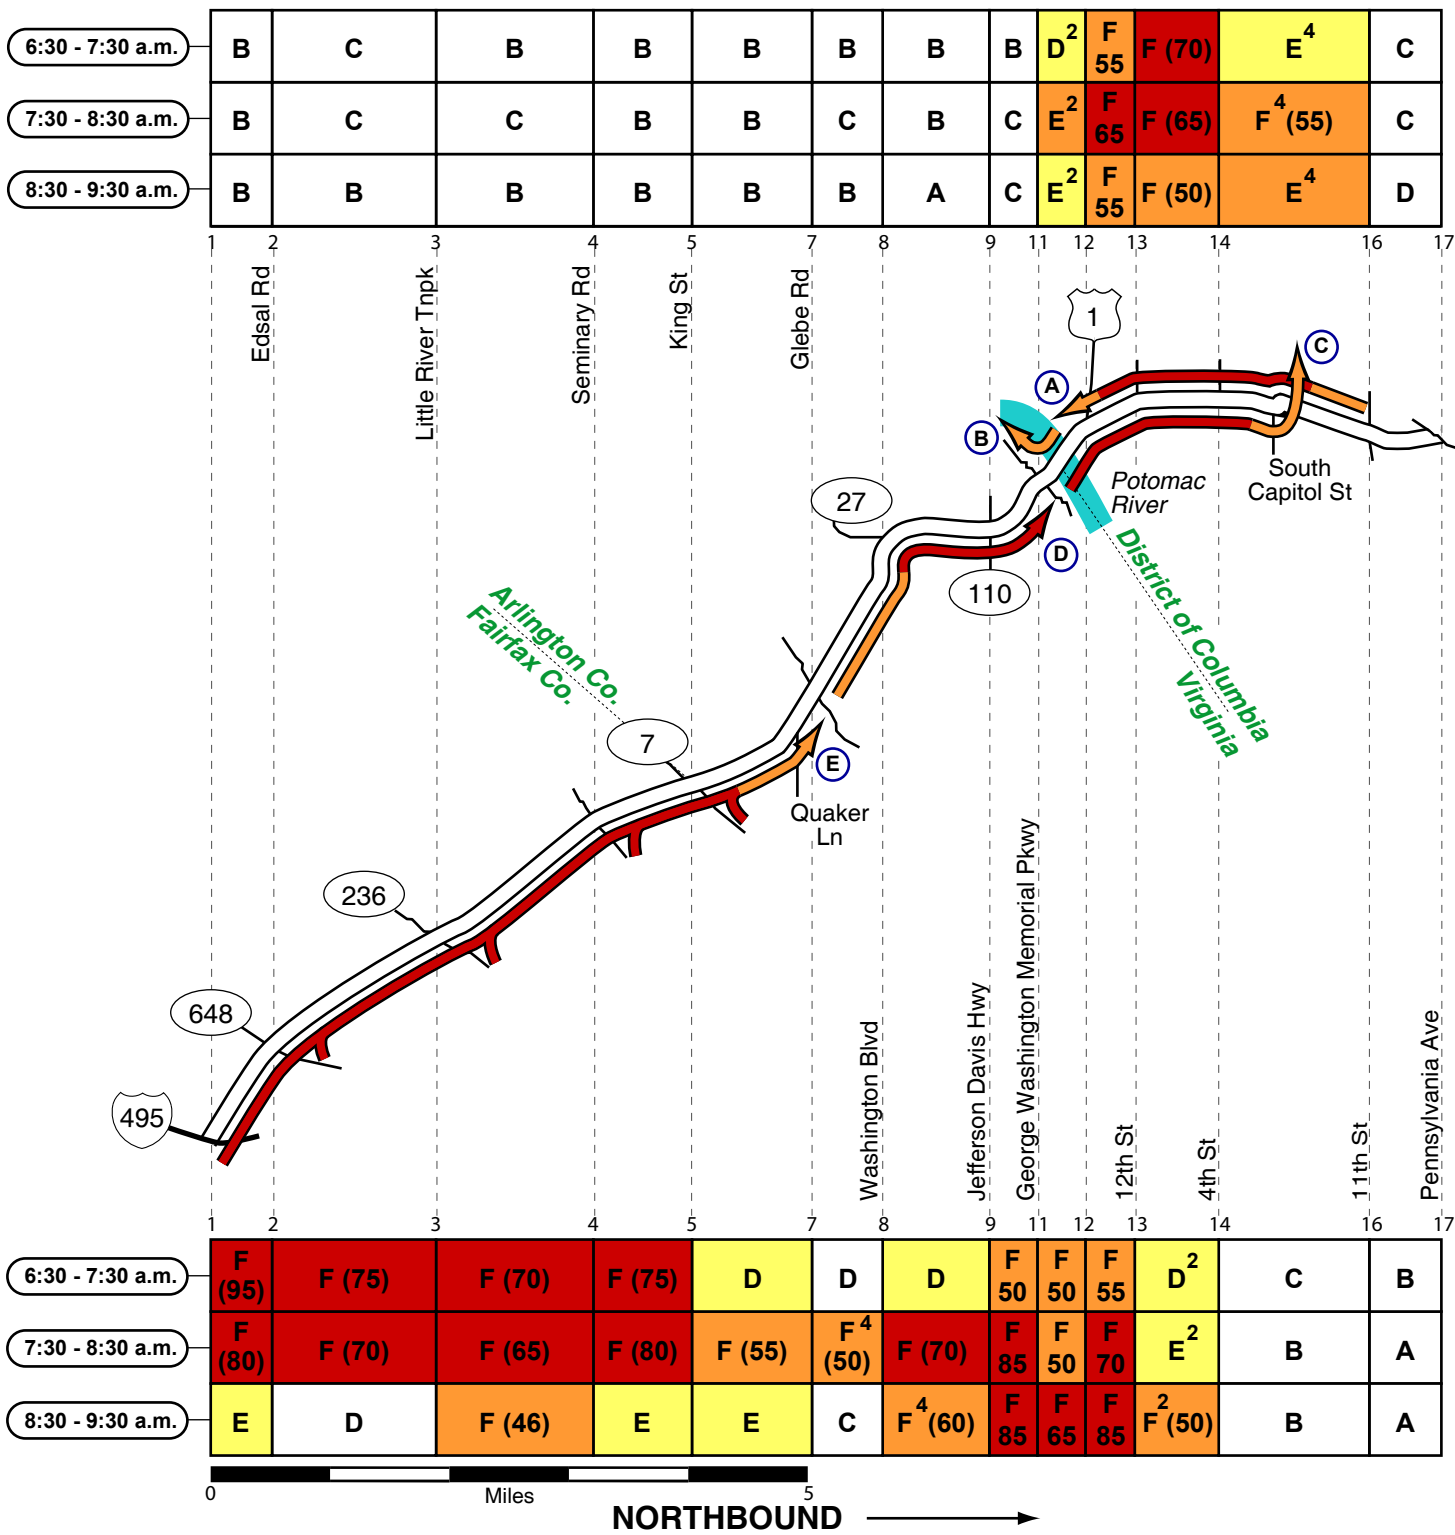 6:30 - 7:30 a.m. B C B B B B B B D2 F 55 F (70) E4 C
7:30 - 8:30 a.m. B C C B B C B C E2 F 65 F (65) F4 (55) C
8:30 - 9:30 a.m. B B B B B B A C E2 F 55 F (50) E4 D
1 2 3 4 5 7 8 9 11 12 13 14 16 17
Edsal Rd
Little River Tnpk
Seminary Rd
King St
Glebe Rd
1
C
A
B
South
Capitol St
Potomac
River
27
D
110
District of Columbia
Virginia
Arlington Co.
Fairfax Co.
7
E
Quaker
Ln
236
648
495
Washington Blvd
Jefferson Davis Hwy
George Washington Memorial Pkwy
12th St
4th St
11th St
Pennsylvania Ave
1 2 3 4 5 7 8 9 11 12 13 14 16 17
6:30 - 7:30 a.m. F (95) F (75) F (70) F (75) D D D F 50 F 50 F 55 D2 C B
7:30 - 8:30 a.m. F (80) F (70) F (65) F (80) F (55) F4 (50) F (70) F 85 F 50 F 70 E2 B A
8:30 - 9:30 a.m. E D F (46) E E C F4 (60) F 85 F 65 F 85 F2 (50) B A
0 Miles 5
NORTHBOUND